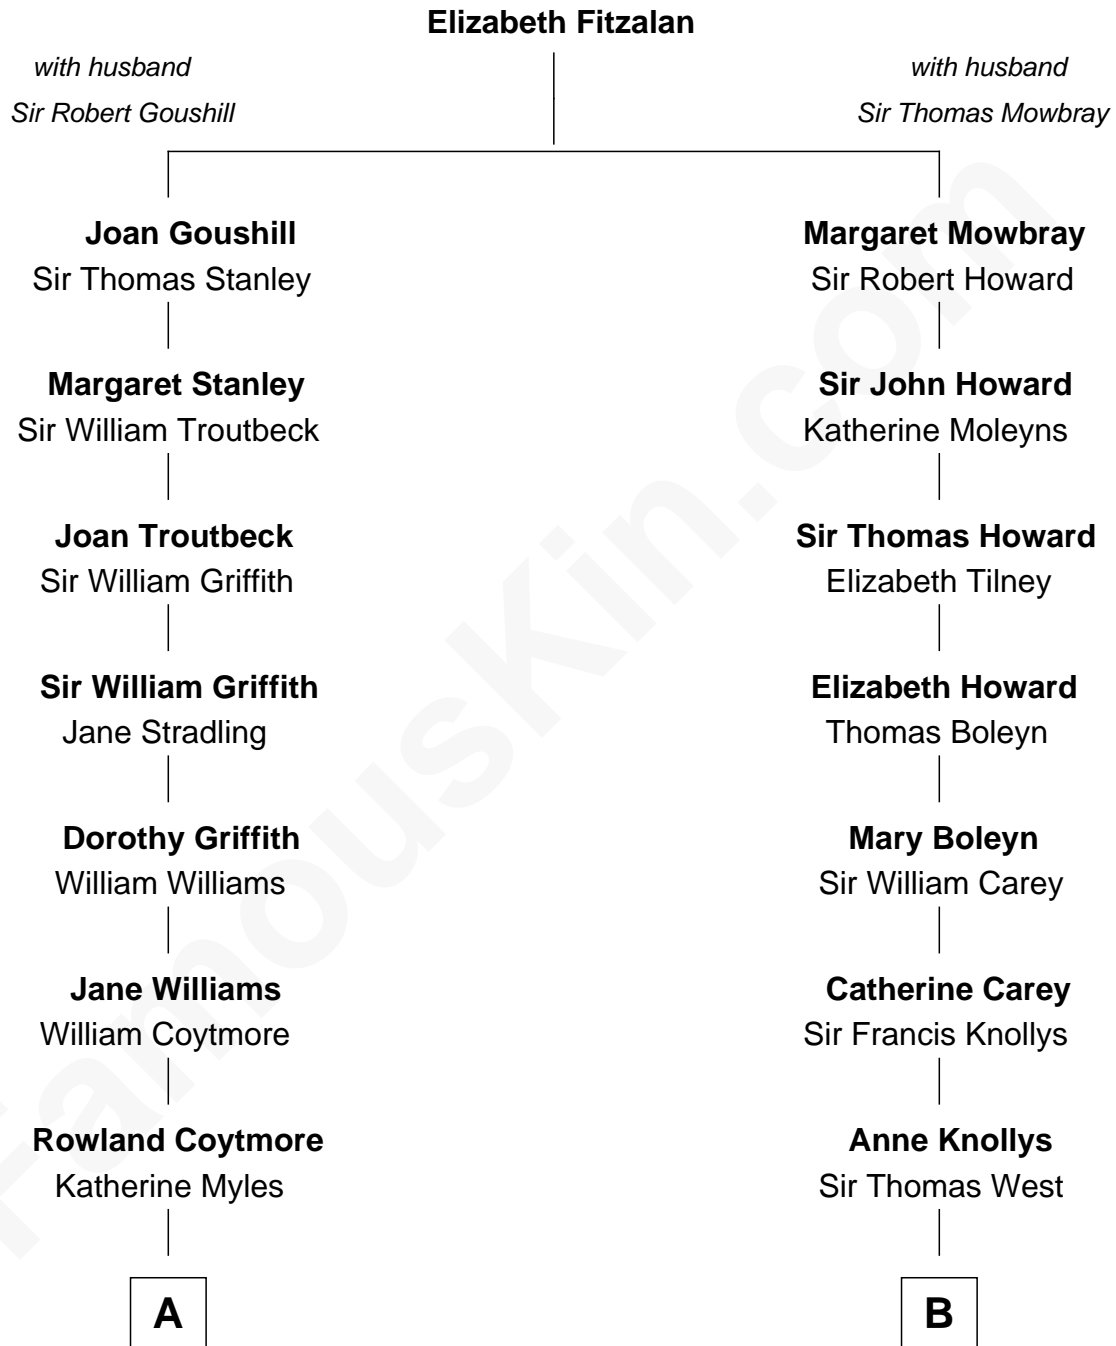 Elizabeth Fitzalan
with husband
Sir Robert Goushill
with husband
Sir Thomas Mowbray
Joan Goushill
Sir Thomas Stanley
Margaret Mowbray
Sir Robert Howard
Margaret Stanley
Sir William Troutbeck
Sir John Howard
Katherine Moleyns
Joan Troutbeck
Sir William Griffith
Sir Thomas Howard
Elizabeth Tilney
Sir William Griffith
Jane Stradling
Elizabeth Howard
Thomas Boleyn
Dorothy Griffith
William Williams
Mary Boleyn
Sir William Carey
Jane Williams
William Coytmore
Catherine Carey
Sir Francis Knollys
Rowland Coytmore
Katherine Myles
Anne Knollys
Sir Thomas West
A
B
FamousKin.com